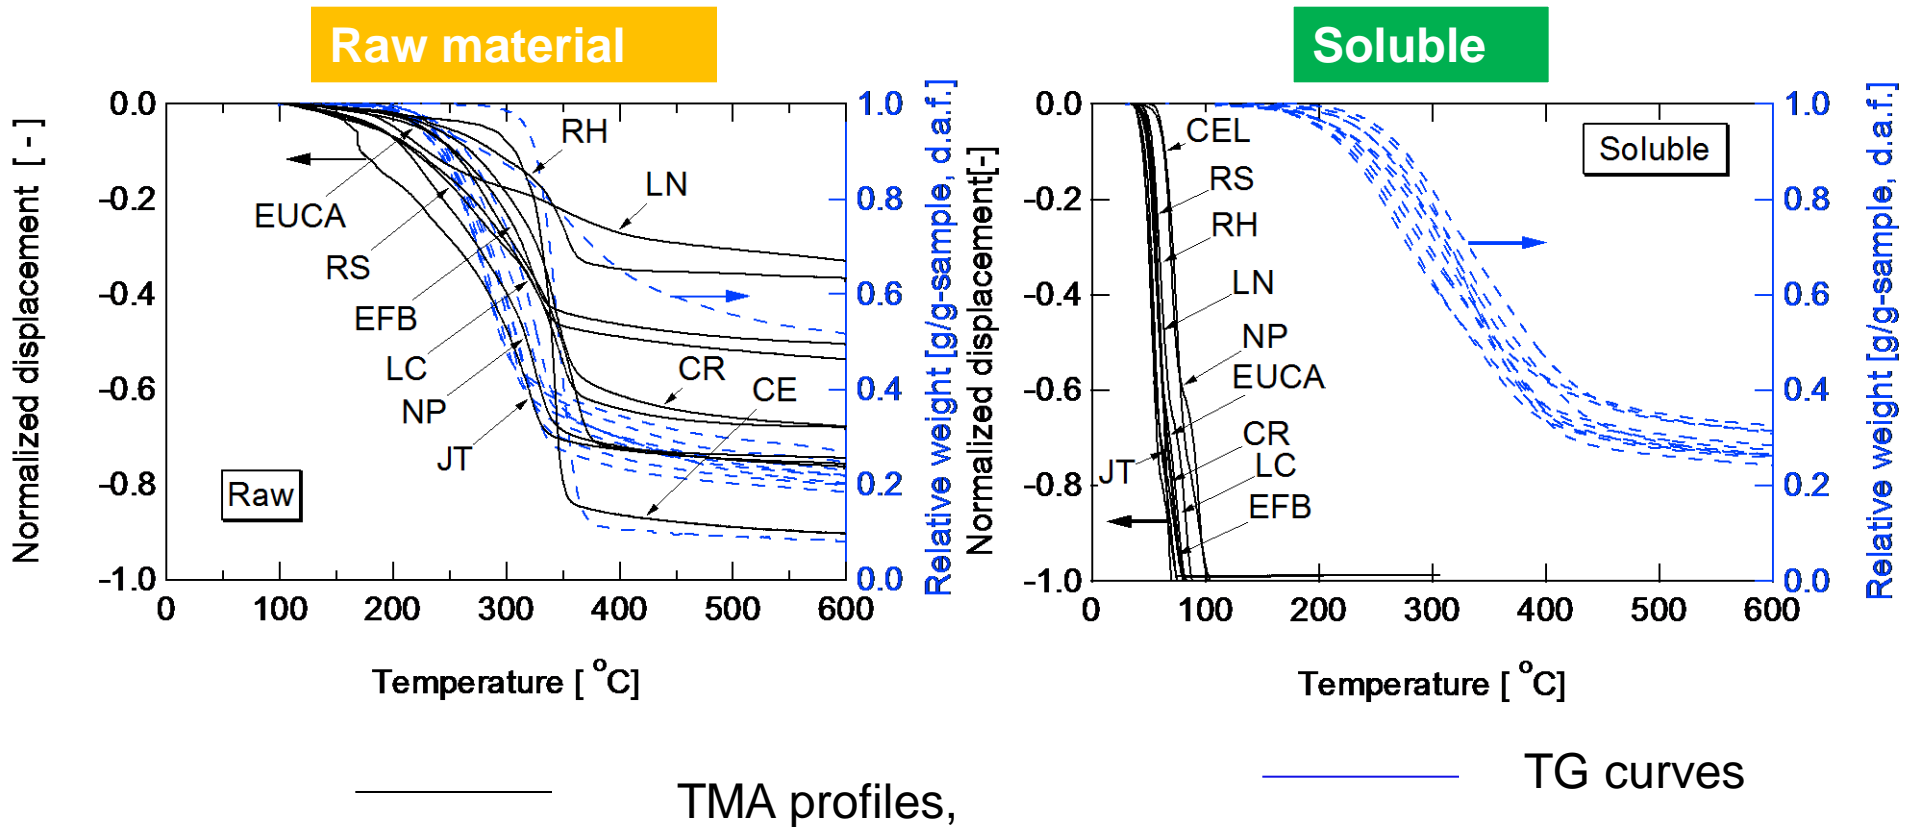 Raw material
Soluble
Normalized displacement [ - ]
0.0
-0.2
-0.4
-0.6
-0.8
-1.0
0
100
200
300
400
500
600
Temperature [ °C]
1.0
0.8
0.6
0.4
0.2
0.0
Relative weight [g/g-sample, d.a.f.]
RH
LN
EUCA
RS
EFB
LC
NP
JT
CR
CE
Raw
Normalized displacement[-]
0.0
-0.2
-0.4
-0.6
-0.8
-1.0
0
100
200
300
400
500
600
Temperature [ °C]
1.0
0.8
0.6
0.4
0.2
0.0
Relative weight [g/g-sample, d.a.f.]
CEL
RS
RH
LN
NP
EUCA
CR
LC
JT
EFB
Soluble
TMA profiles,
TG curves